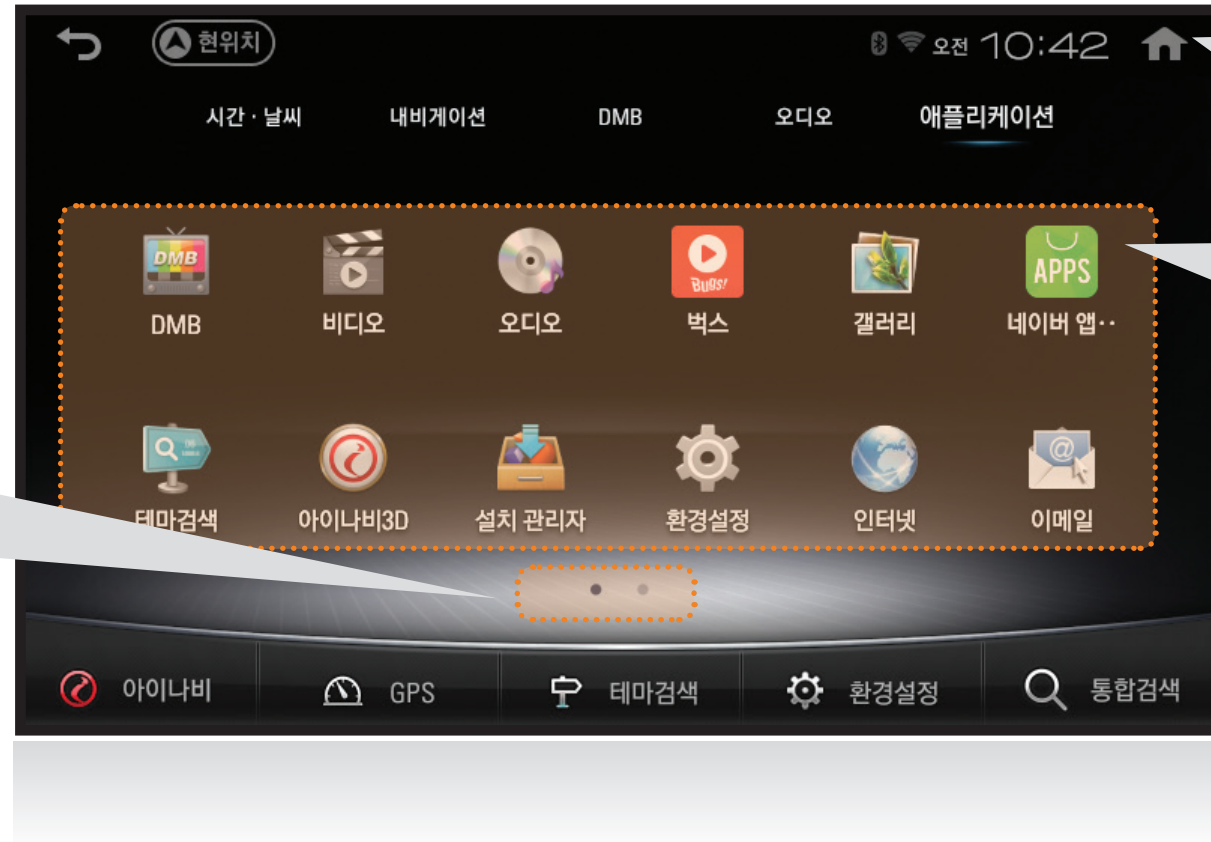 현위치 오전 10:42
시간 · 날씨 내비게이션 DMB 오디오 애플리케이션
DMB Bugs! APPS
DMB 비디오 오디오 벅스 갤러리 네이버 앱··
@
테마검색 아이나비3D 설치 관리자 환경설정 인터넷 이메일
아이나비 GPS 테마검색 환경설정 통합검색